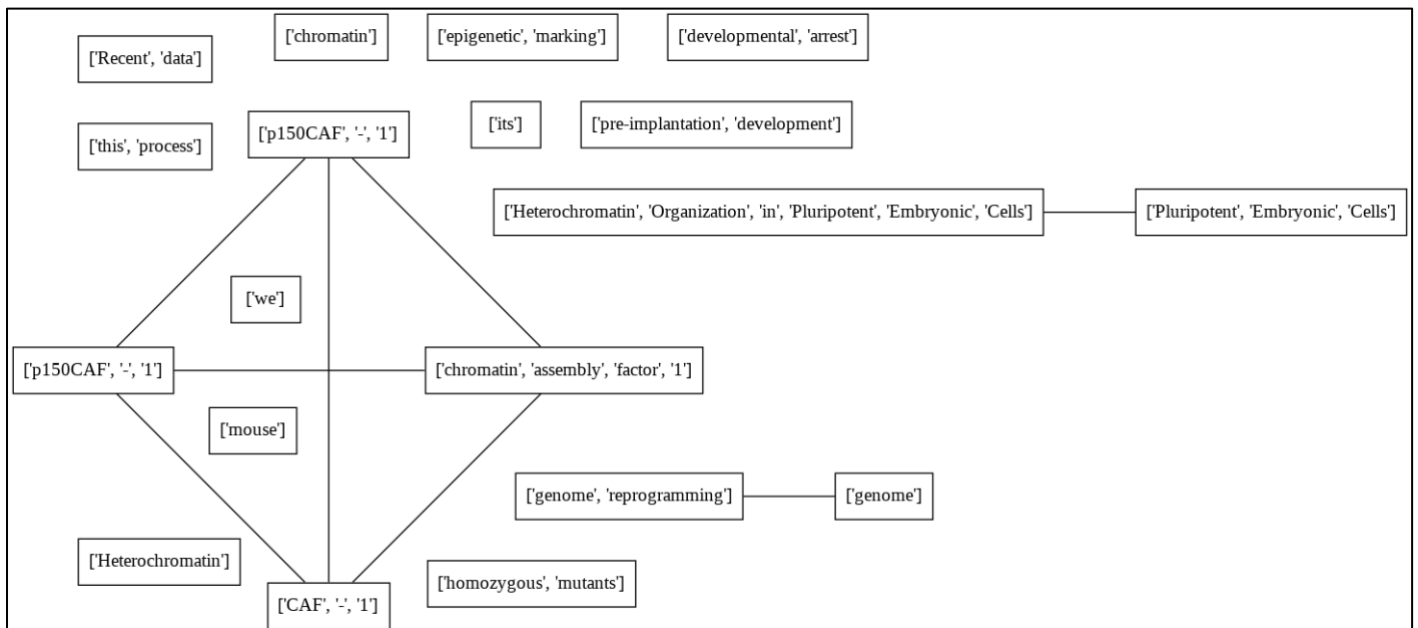 ['chromatin']
['epigenetic', 'marking']
['developmental', 'arrest']
['Recent', 'data']
['its']
['pre-implantation', 'development']
['p150CAF', '-', '1']
['this', 'process']
['Heterochromatin', 'Organization', 'in', 'Pluripotent', 'Embryonic', 'Cells']
['Pluripotent', 'Embryonic', 'Cells']
['we']
['p150CAF', '-', '1']
['chromatin', 'assembly', 'factor', '1']
['mouse']
['genome', 'reprogramming']
['genome']
['Heterochromatin']
['homozygous', 'mutants']
['CAF', '-', '1']